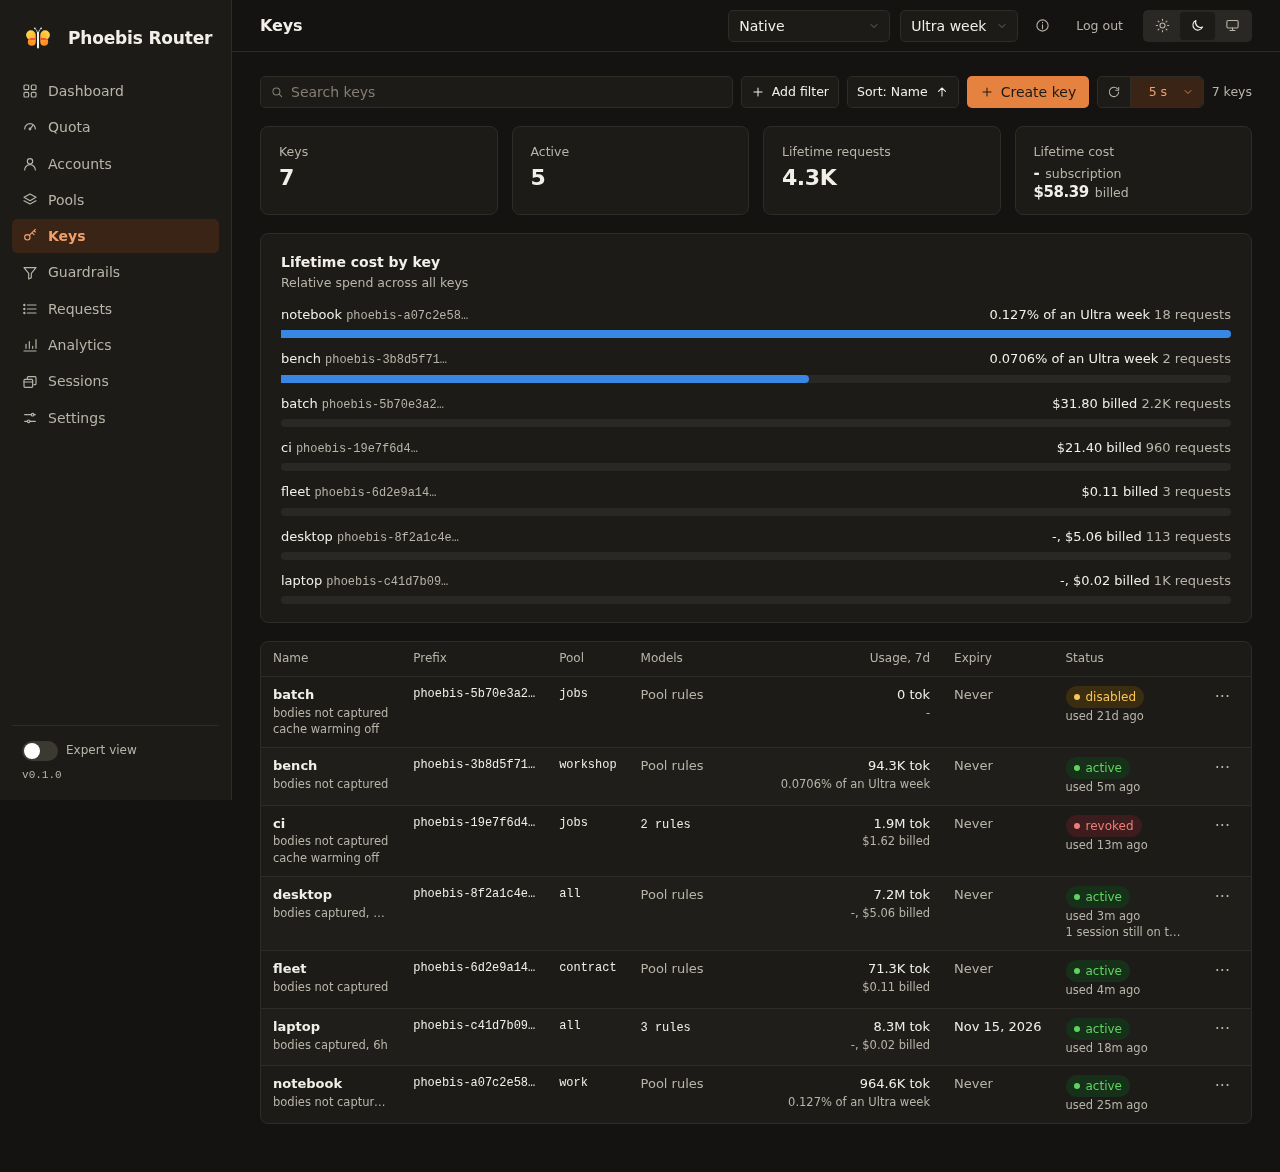 Phoebis Router
Dashboard
Quota
Accounts
Pools
Keys
Guardrails
Requests
Analytics
Sessions
Settings
Expert view
v0.1.0
Keys
Native
Ultra week
Log out
Search keys
Add filter
Sort: Name
Create key
5 s
7 keys
Keys
7
Active
5
Lifetime requests
4.3K
Lifetime cost
- subscription
$58.39 billed
Lifetime cost by key
Relative spend across all keys
notebook phoebis-a07c2e58… 0.127% of an Ultra week 18 requests
bench phoebis-3b8d5f71… 0.0706% of an Ultra week 2 requests
batch phoebis-5b70e3a2… $31.80 billed 2.2K requests
ci phoebis-19e7f6d4… $21.40 billed 960 requests
fleet phoebis-6d2e9a14… $0.11 billed 3 requests
desktop phoebis-8f2a1c4e… -, $5.06 billed 113 requests
laptop phoebis-c41d7b09… -, $0.02 billed 1K requests
Name Prefix Pool Models Usage, 7d Expiry Status
batch phoebis-5b70e3a2… jobs Pool rules 0 tok Never disabled
bodies not captured - used 21d ago
cache warming off
bench phoebis-3b8d5f71… workshop Pool rules 94.3K tok Never active
bodies not captured 0.0706% of an Ultra week used 5m ago
ci phoebis-19e7f6d4… jobs 2 rules 1.9M tok Never revoked
bodies not captured $1.62 billed used 13m ago
cache warming off
desktop phoebis-8f2a1c4e… all Pool rules 7.2M tok Never active
bodies captured, … -, $5.06 billed used 3m ago
1 session still on t…
fleet phoebis-6d2e9a14… contract Pool rules 71.3K tok Never active
bodies not captured $0.11 billed used 4m ago
laptop phoebis-c41d7b09… all 3 rules 8.3M tok Nov 15, 2026 active
bodies captured, 6h -, $0.02 billed used 18m ago
notebook phoebis-a07c2e58… work Pool rules 964.6K tok Never active
bodies not captur… 0.127% of an Ultra week used 25m ago